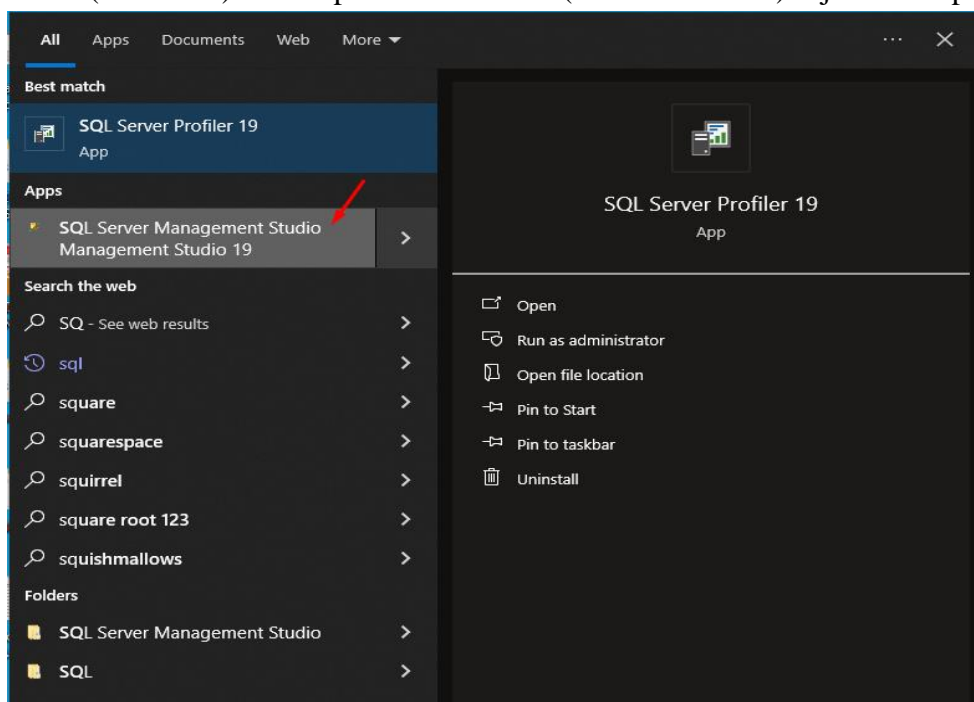 All Apps Documents Web More
Best match
SQL Server Profiler 19
App
Apps
SQL Server Management Studio
Management Studio 19
Search the web
SQ - See web results
sql
square
squarespace
squirrel
square root 123
squishmallows
Folders
SQL Server Management Studio
SQL
SQL Server Profiler 19
App
Open
Run as administrator
Open file location
Pin to Start
Pin to taskbar
Uninstall